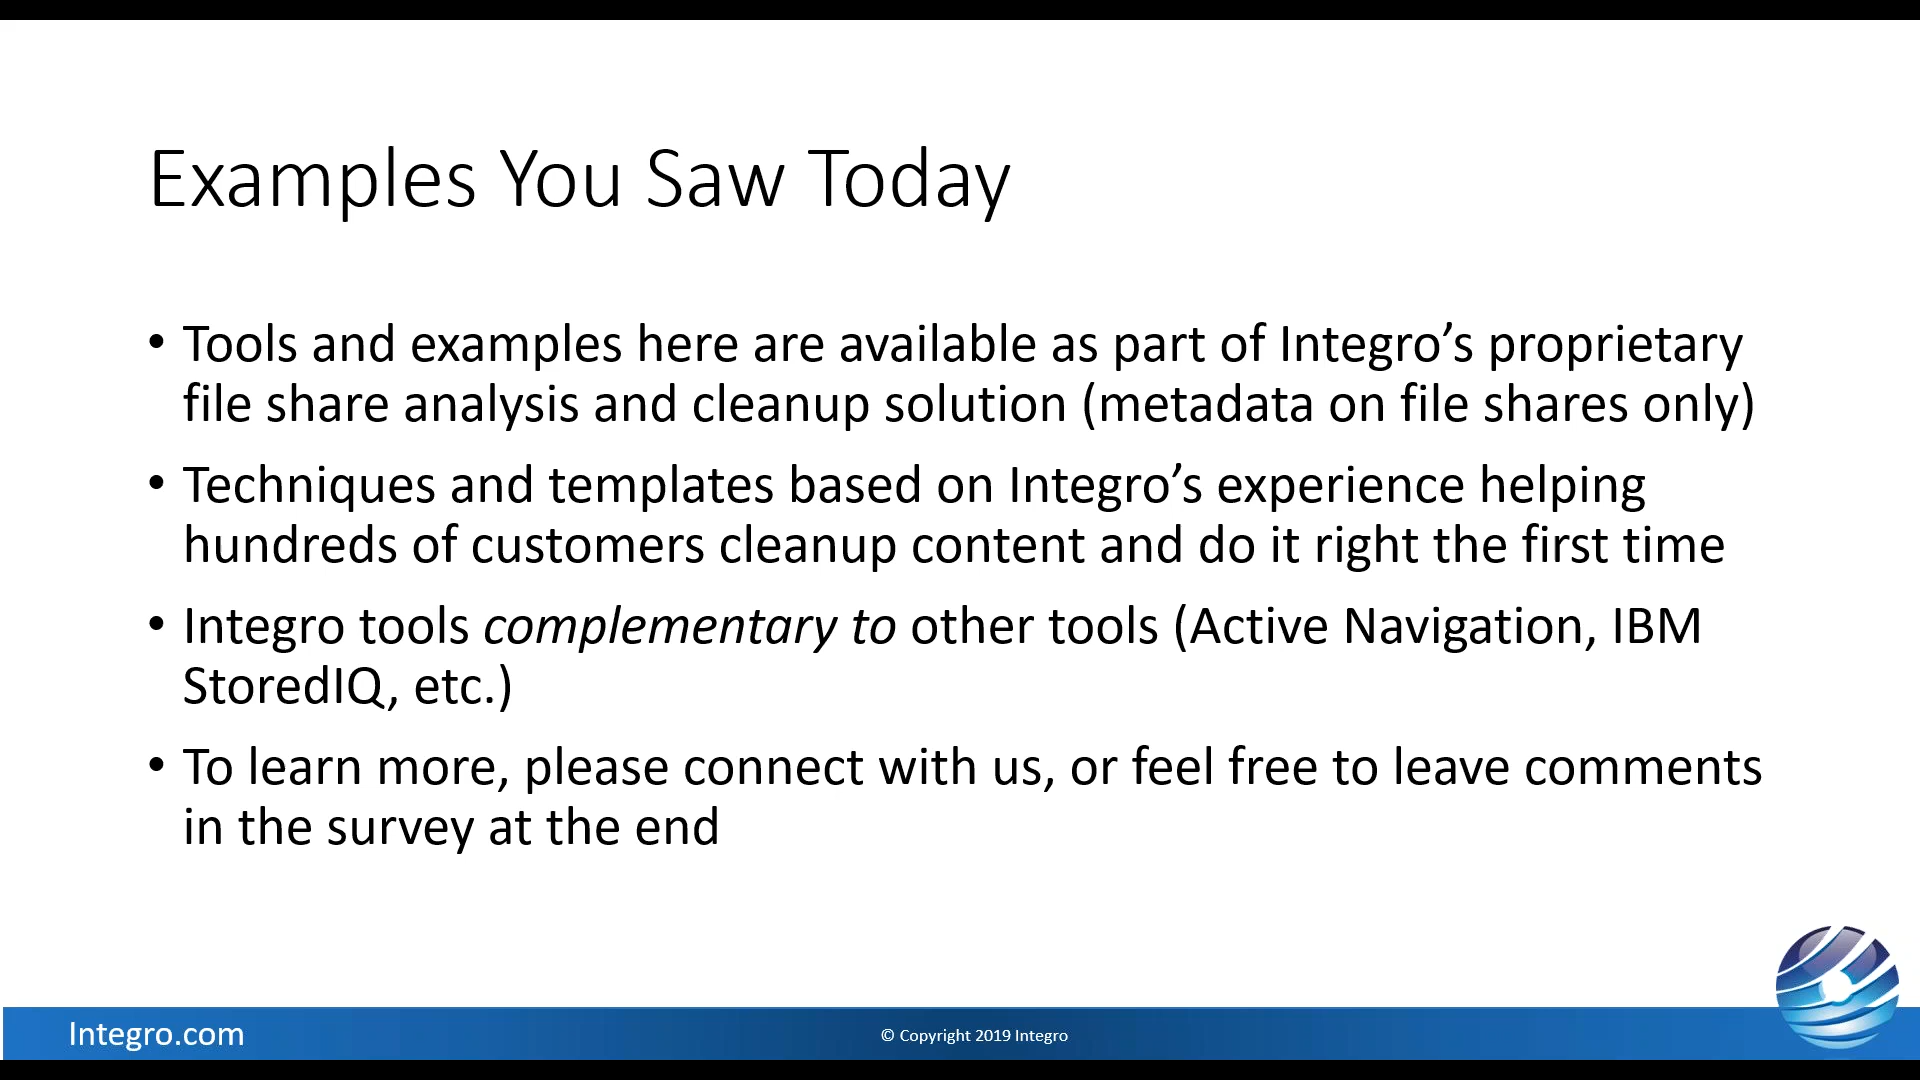 Examples You Saw Today
• Tools and examples here are available as part of Integro’s proprietary
file share analysis and cleanup solution (metadata on file shares only)
• Techniques and templates based on Integro’s experience helping
hundreds of customers cleanup content and do it right the first time
• Integro tools complementary to other tools (Active Navigation, IBM
StoredIQ, etc.)
• To learn more, please connect with us, or feel free to leave comments
in the survey at the end
Integro.com
© Copyright 2019 Integro